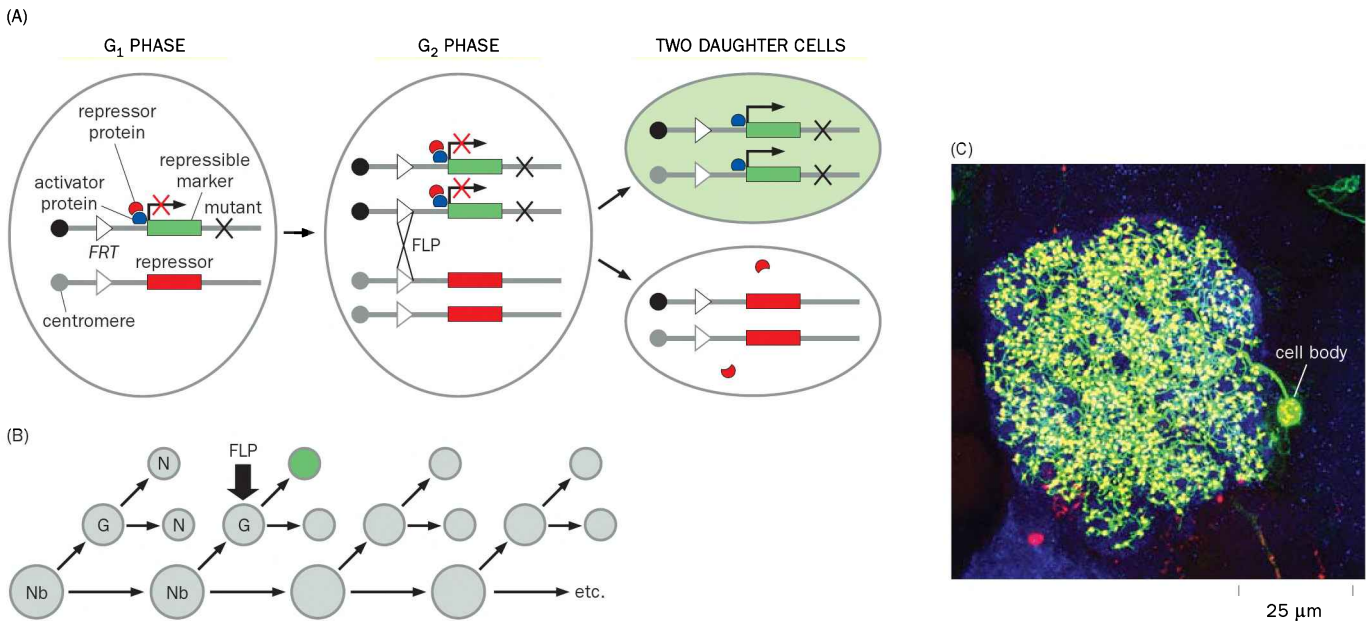 (A)
G1 PHASE
G2 PHASE
TWO DAUGHTER CELLS
repressor
protein
repressible
marker
activator
protein
mutant
FRT
repressor
centromere
FLP
(B)
FLP
N
G
N
G
Nb
Nb
etc.
(C)
cell body
25 μm